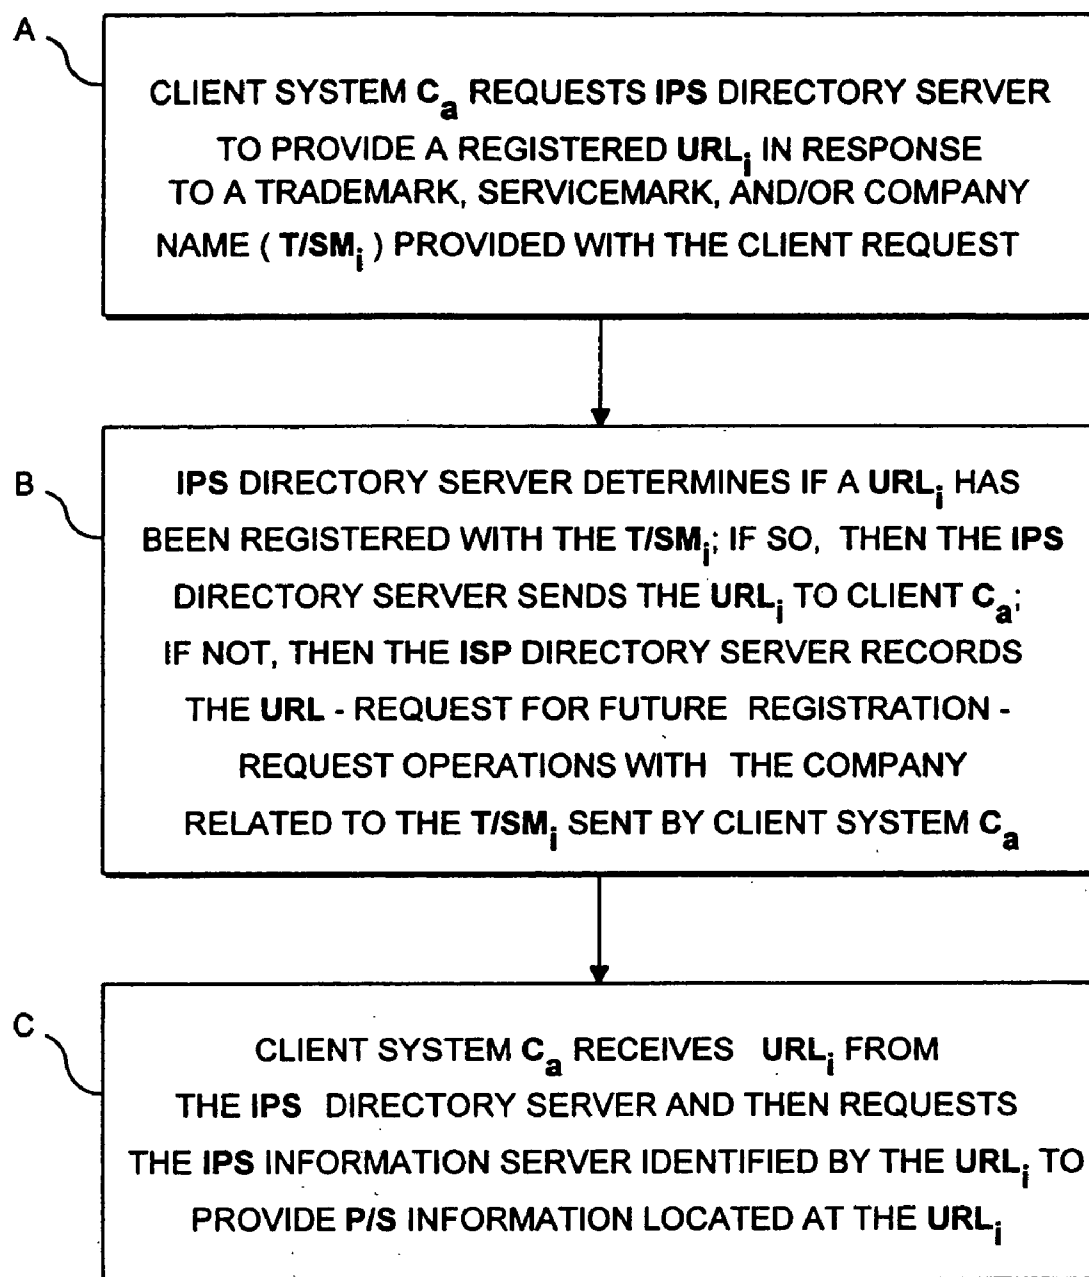 A
CLIENT SYSTEM Ca REQUESTS IPS DIRECTORY SERVER
TO PROVIDE A REGISTERED URLi IN RESPONSE
TO A TRADEMARK, SERVICEMARK, AND/OR COMPANY
NAME ( T/SMi ) PROVIDED WITH THE CLIENT REQUEST
B
IPS DIRECTORY SERVER DETERMINES IF A URLi HAS
BEEN REGISTERED WITH THE T/SMi; IF SO, THEN THE IPS
DIRECTORY SERVER SENDS THE URLi TO CLIENT Ca;
IF NOT, THEN THE ISP DIRECTORY SERVER RECORDS
THE URL - REQUEST FOR FUTURE REGISTRATION -
REQUEST OPERATIONS WITH THE COMPANY
RELATED TO THE T/SMi SENT BY CLIENT SYSTEM Ca
C
CLIENT SYSTEM Ca RECEIVES URLi FROM
THE IPS DIRECTORY SERVER AND THEN REQUESTS
THE IPS INFORMATION SERVER IDENTIFIED BY THE URLi TO
PROVIDE P/S INFORMATION LOCATED AT THE URLi